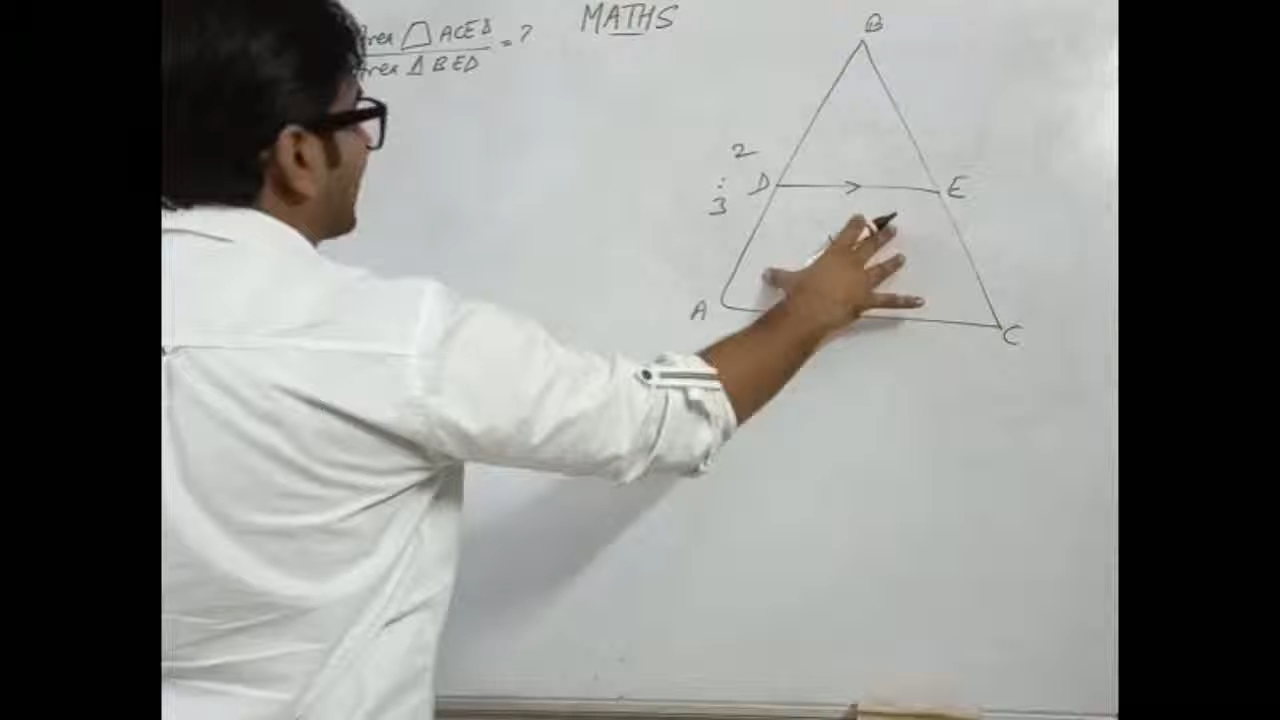 MATHS
Area ⏢ ACED
Area Δ BED = ?
B
2
:
3
D
E
A
C